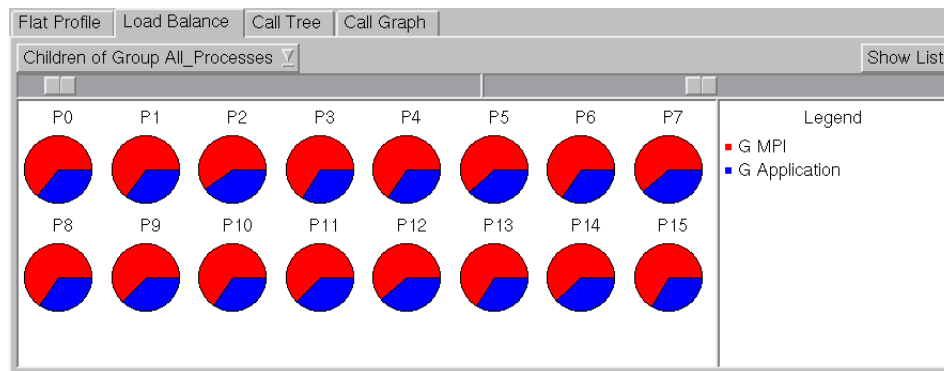 Flat Profile Load Balance Call Tree Call Graph
Children of Group All_Processes Show List
P0 P1 P2 P3 P4 P5 P6 P7 Legend
G MPI
G Application
P8 P9 P10 P11 P12 P13 P14 P15